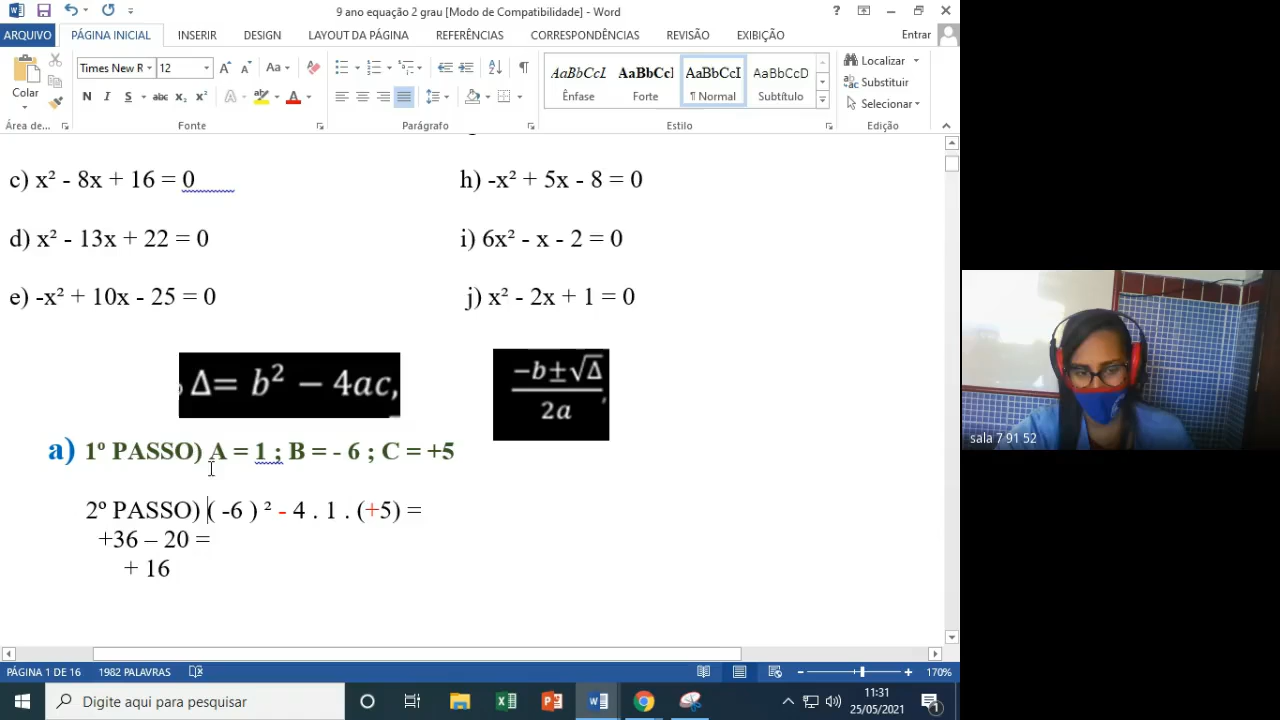 9 ano equação 2 grau [Modo de Compatibilidade] - Word
ARQUIVO PÁGINA INICIAL INSERIR DESIGN LAYOUT DA PÁGINA REFERÊNCIAS CORRESPONDÊNCIAS REVISÃO EXIBIÇÃO Entrar
Colar
Times New R 12 Aa
N I S abc x₂ x² A A
AaBbCcI AaBbCcI AaBbCcI AaBbCcD
Ênfase Forte ¶ Normal Subtítulo
Localizar
Substituir
Selecionar
Área de... Fonte Parágrafo Estilo Edição
c) x² - 8x + 16 = 0 h) -x² + 5x - 8 = 0
d) x² - 13x + 22 = 0 i) 6x² - x - 2 = 0
e) -x² + 10x - 25 = 0 j) x² - 2x + 1 = 0
Δ= b² − 4ac,
−b±√Δ
2a ,
a) 1º PASSO) A = 1 ; B = - 6 ; C = +5
2º PASSO) ( -6 ) ² - 4 . 1 . (+5) =
+36 – 20 =
+ 16
sala 7 91 52
PÁGINA 1 DE 16 1982 PALAVRAS 170%
Digite aqui para pesquisar
11:31
25/05/2021
1